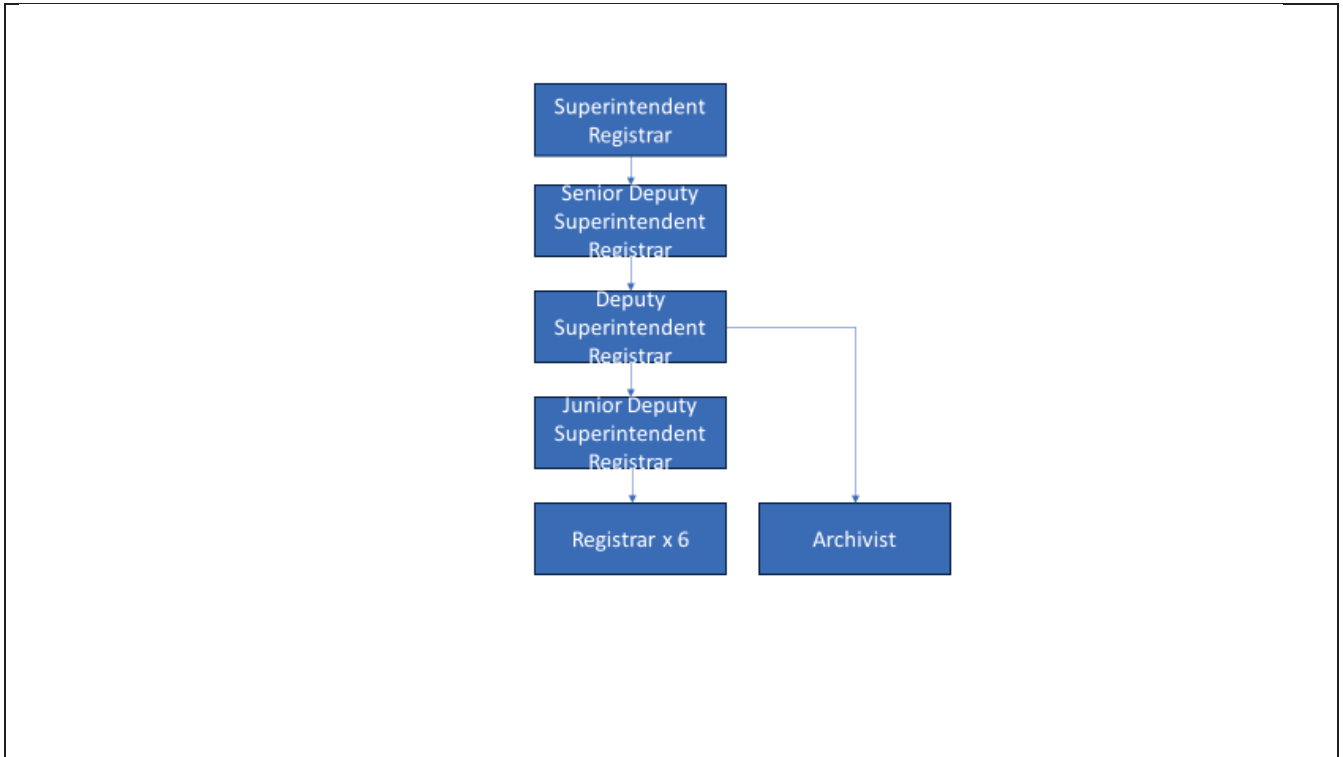 Superintendent
Registrar
Senior Deputy
Superintendent
Registrar
Deputy
Superintendent
Registrar
Junior Deputy
Superintendent
Registrar
Registrar x 6
Archivist